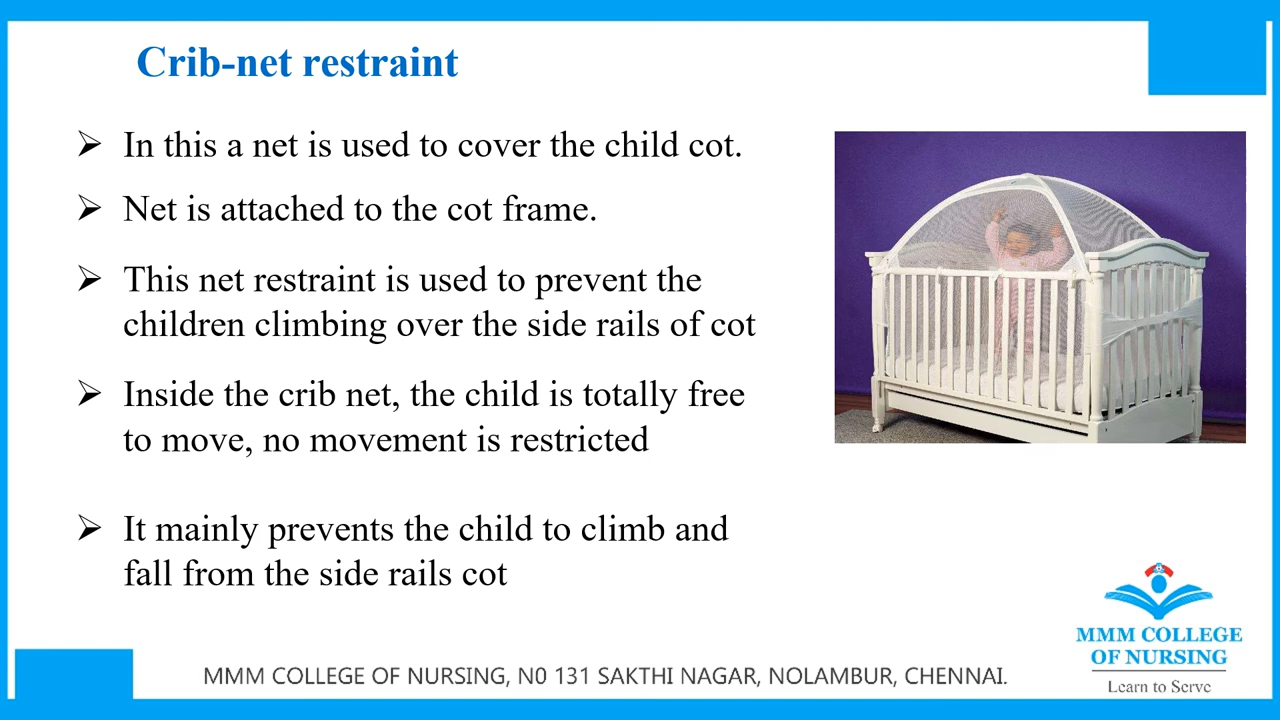 Crib-net restraint
➢ In this a net is used to cover the child cot.
➢ Net is attached to the cot frame.
➢ This net restraint is used to prevent the
children climbing over the side rails of cot
➢ Inside the crib net, the child is totally free
to move, no movement is restricted
➢ It mainly prevents the child to climb and
fall from the side rails cot
MMM COLLEGE
OF NURSING
Learn to Serve
MMM COLLEGE OF NURSING, N0 131 SAKTHI NAGAR, NOLAMBUR, CHENNAI.